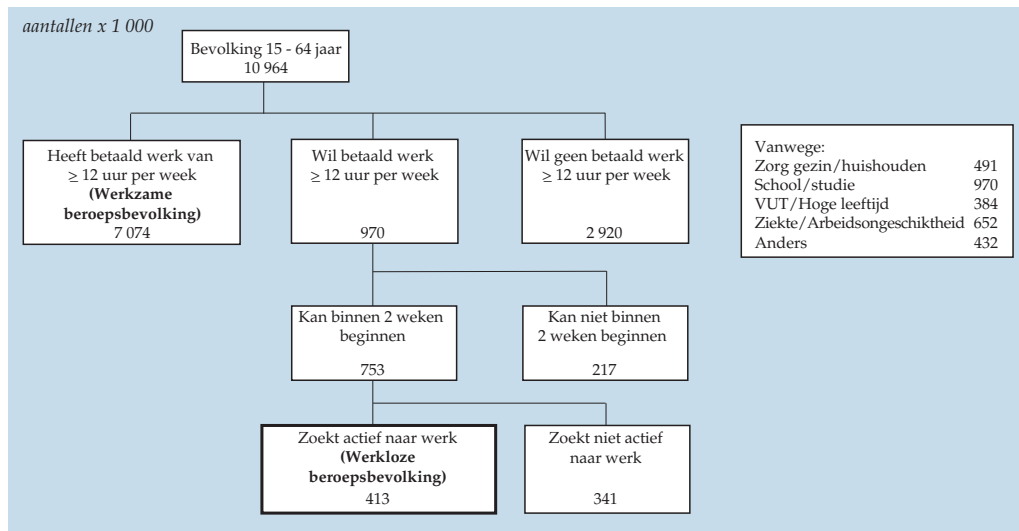 aantallen x 1 000
Bevolking 15 - 64 jaar
10 964
Heeft betaald werk van
≥ 12 uur per week
(Werkzame
beroepsbevolking)
7 074
Wil betaald werk
≥ 12 uur per week
970
Wil geen betaald werk
≥ 12 uur per week
2 920
Vanwege:
Zorg gezin/huishouden 491
School/studie 970
VUT/Hoge leeftijd 384
Ziekte/Arbeidsongeschiktheid 652
Anders 432
Kan binnen 2 weken
beginnen
753
Kan niet binnen
2 weken beginnen
217
Zoekt actief naar werk
(Werkloze
beroepsbevolking)
413
Zoekt niet actief
naar werk
341